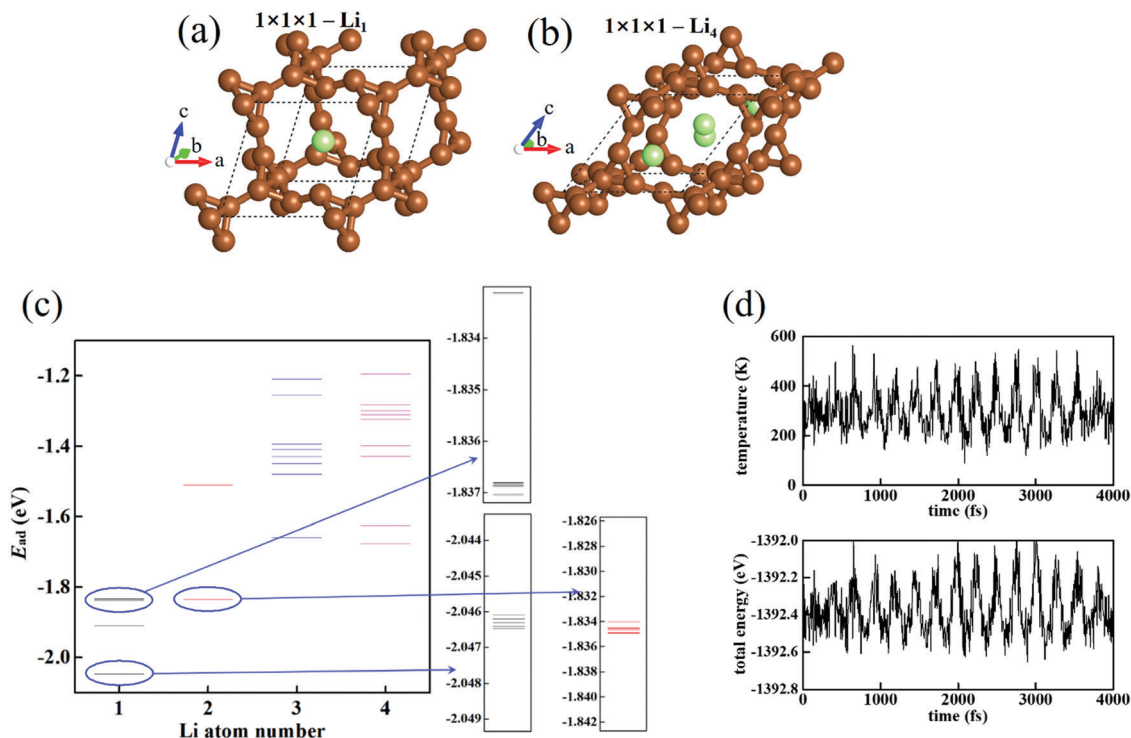 (a)
1×1×1 – Li1
c
b
a
(b)
1×1×1 – Li4
c
b
a
(c)
-1.2
-1.4
-1.6
-1.8
-2.0
Ead (eV)
1
2
3
4
Li atom number
-1.834
-1.835
-1.836
-1.837
-2.044
-2.045
-2.046
-2.047
-2.048
-2.049
-1.826
-1.828
-1.830
-1.832
-1.834
-1.836
-1.838
-1.840
-1.842
(d)
600
400
200
0
temperature (K)
0
1000
2000
3000
4000
time (fs)
-1392.0
-1392.2
-1392.4
-1392.6
-1392.8
total energy (eV)
0
1000
2000
3000
4000
time (fs)